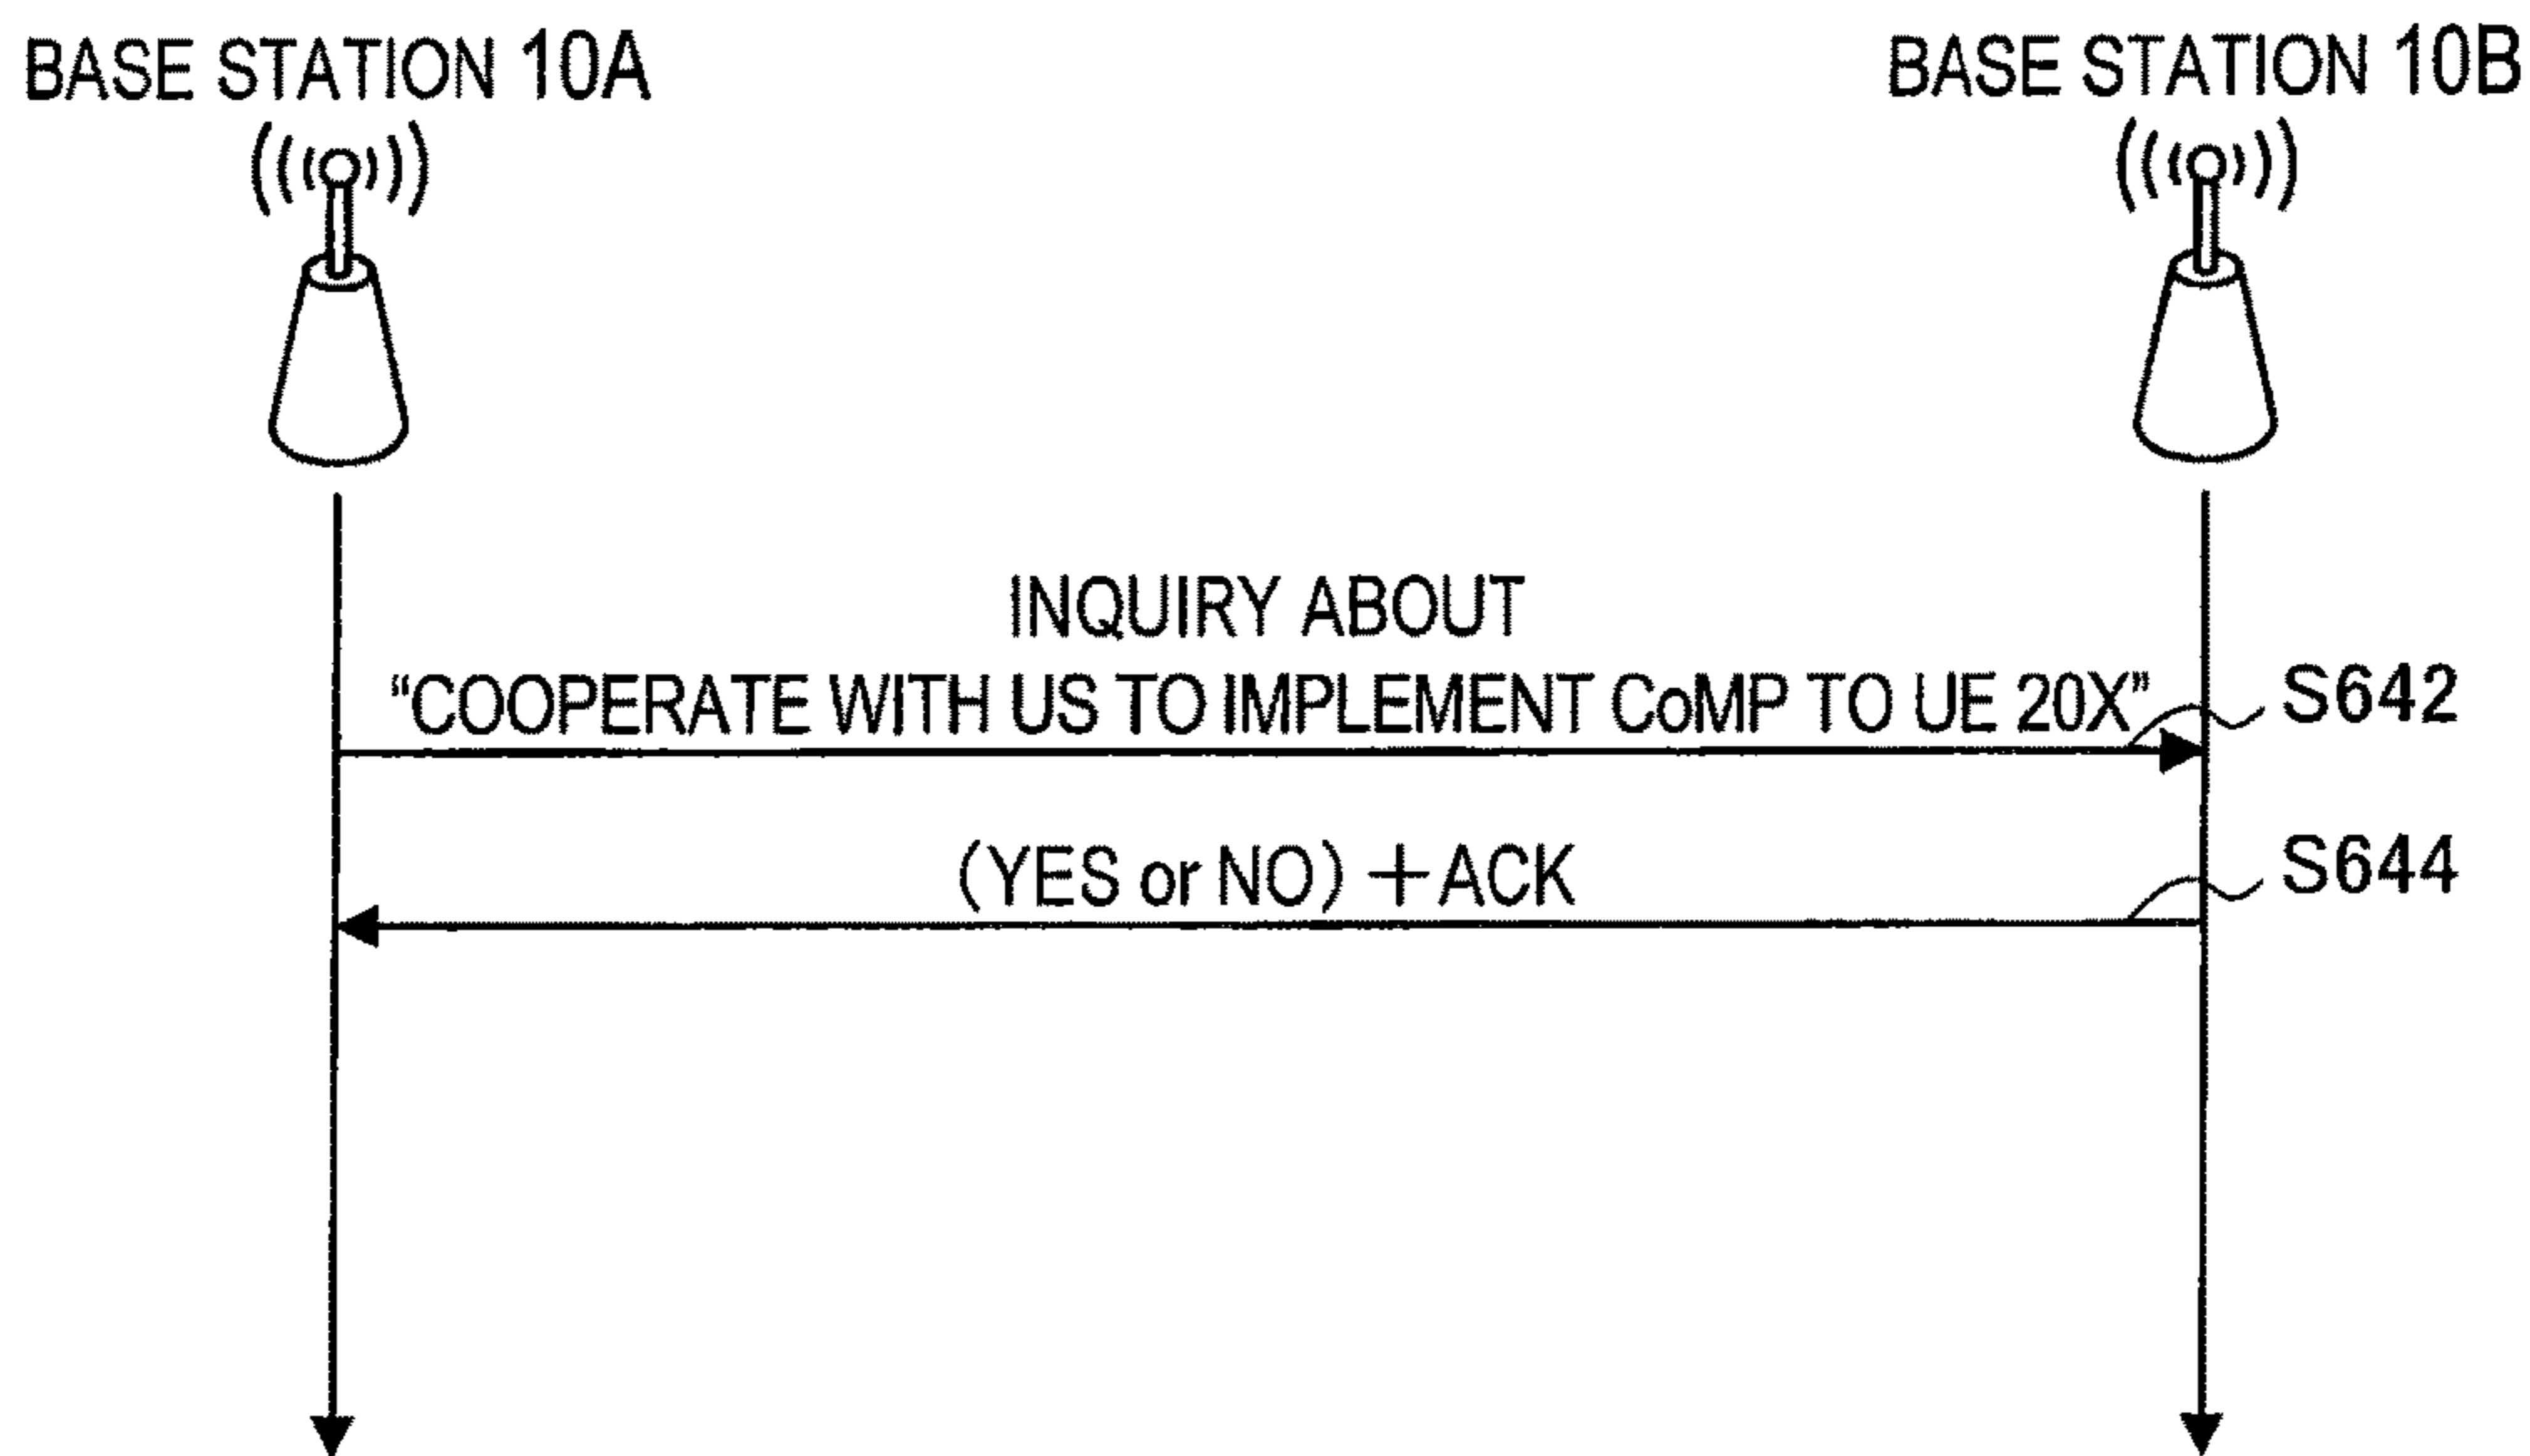 BASE STATION 10A
BASE STATION 10B
INQUIRY ABOUT
“COOPERATE WITH US TO IMPLEMENT CoMP TO UE 20X”
S642
(YES or NO) +ACK
S644